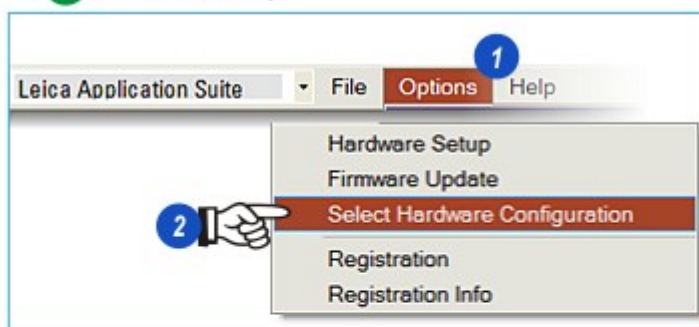 1
Leica Application Suite File Options Help
Hardware Setup
Firmware Update
2 Select Hardware Configuration
Registration
Registration Info